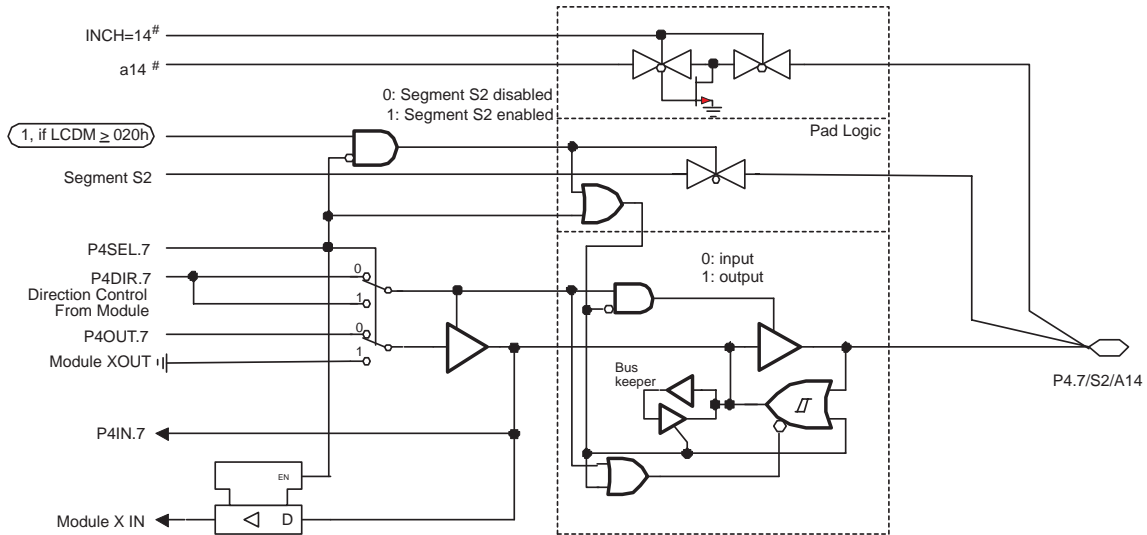 INCH=14#
a14 #
0: Segment S2 disabled
1: Segment S2 enabled
1, if LCDM ≥ 020h
Pad Logic
Segment S2
P4SEL.7
0: input
1: output
P4DIR.7
0
Direction Control
From Module
1
P4OUT.7
0
Module XOUT
1
Bus
keeper
P4.7/S2/A14
P4IN.7
EN
Module X IN
D